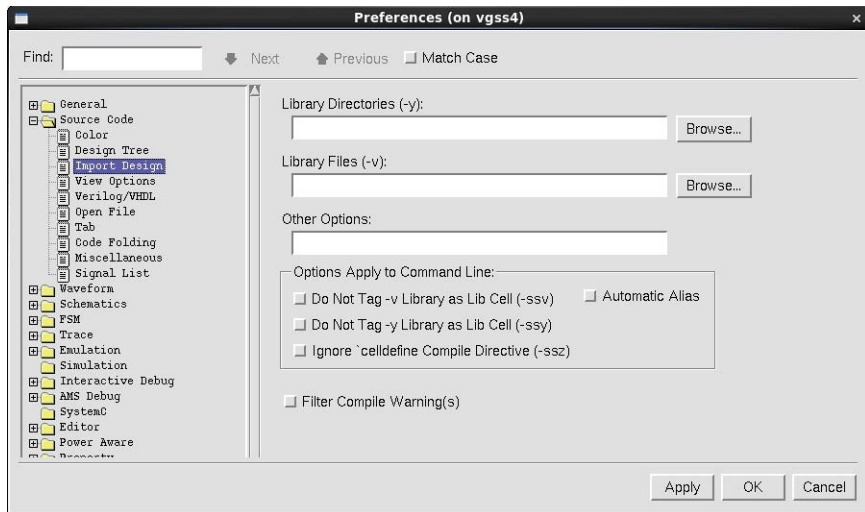 Preferences (on vgss4)
Find: Next Previous Match Case
General
Source Code
Color
Design Tree
Import Design
View Options
Verilog/VHDL
Open File
Tab
Code Folding
Miscellaneous
Signal List
Waveform
Schematics
FSM
Trace
Emulation
Simulation
Interactive Debug
AMS Debug
SystemC
Editor
Power Aware
Library Directories (-y):
Browse...
Library Files (-v):
Browse...
Other Options:
Options Apply to Command Line:
Do Not Tag -v Library as Lib Cell (-ssv) Automatic Alias
Do Not Tag -y Library as Lib Cell (-ssy)
Ignore `celldefine Compile Directive (-ssz)
Filter Compile Warning(s)
Apply OK Cancel